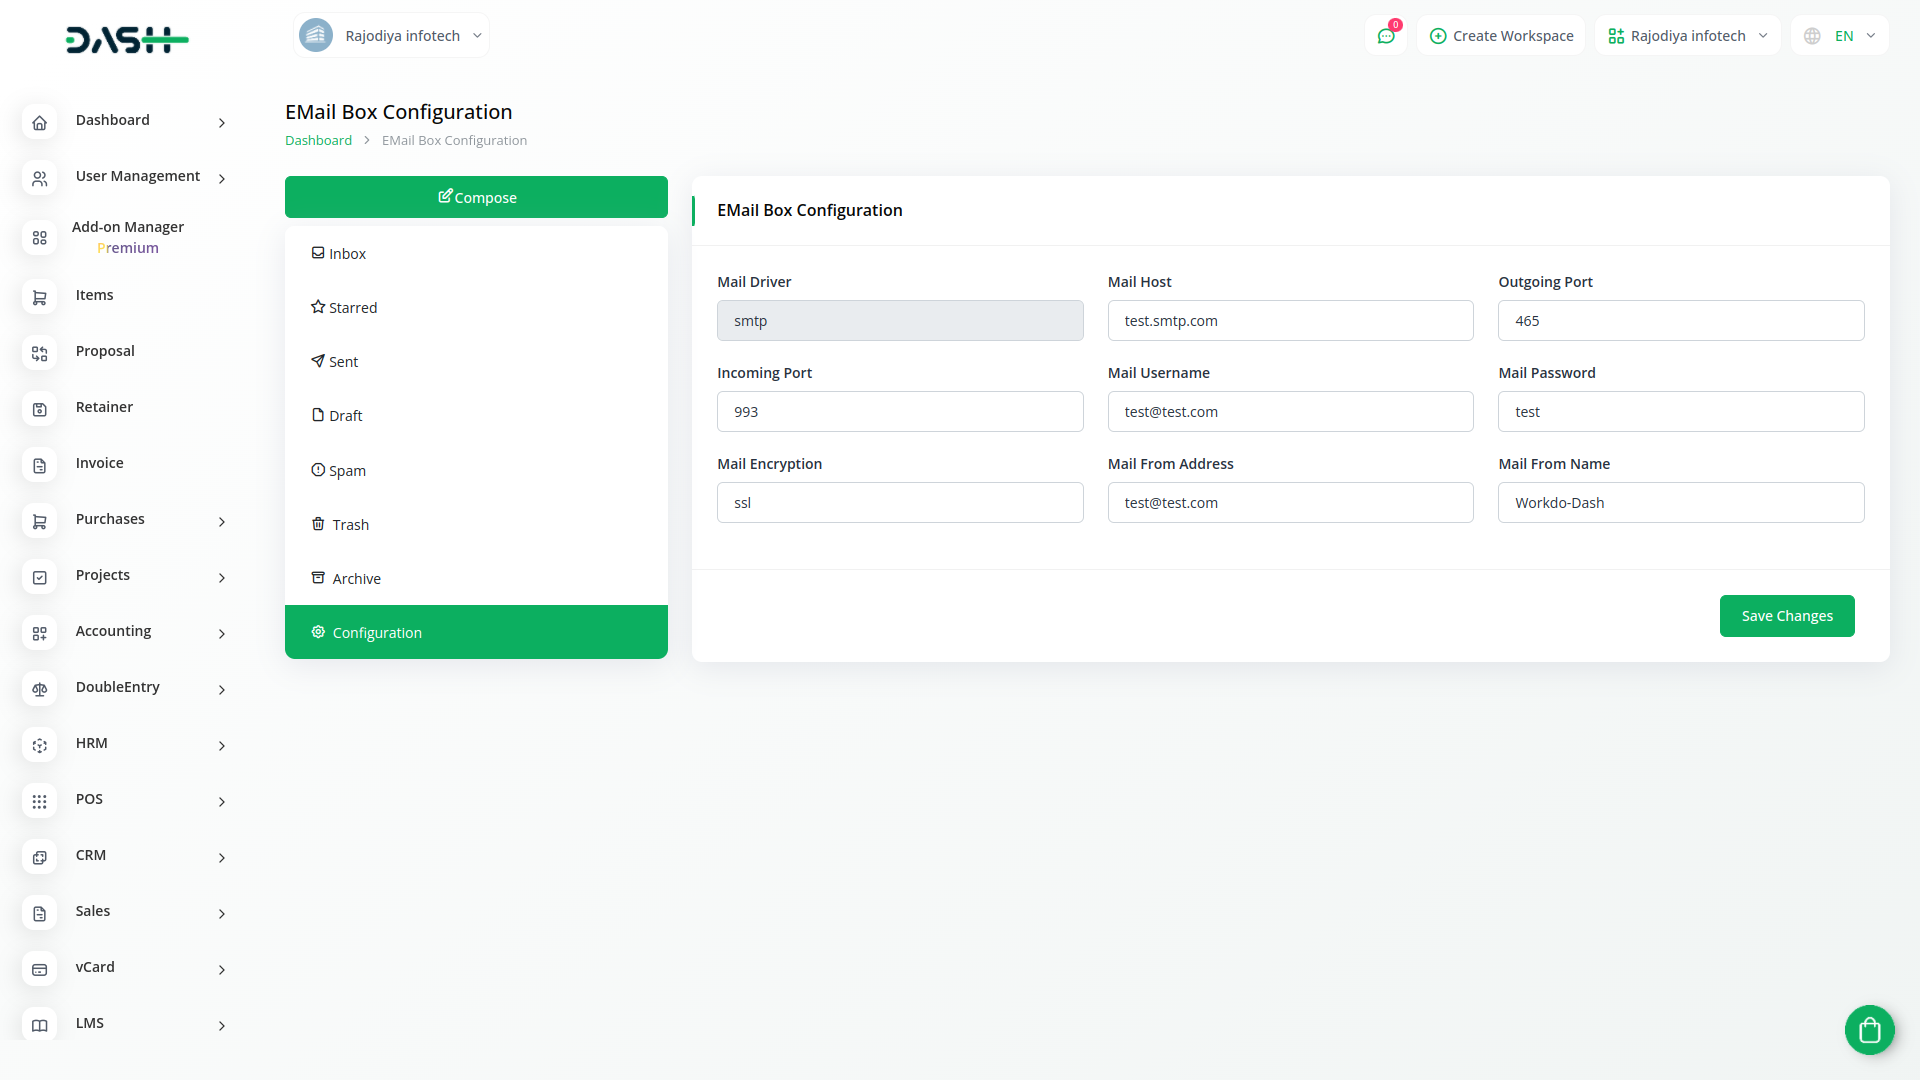 DASH
Rajodiya infotech
0
Create Workspace
Rajodiya infotech
EN
Dashboard
User Management
Add-on Manager
Premium
Items
Proposal
Retainer
Invoice
Purchases
Projects
Accounting
DoubleEntry
HRM
POS
CRM
Sales
vCard
LMS
EMail Box Configuration
Dashboard > EMail Box Configuration
Compose
Inbox
Starred
Sent
Draft
Spam
Trash
Archive
Configuration
EMail Box Configuration
Mail Driver
smtp
Mail Host
test.smtp.com
Outgoing Port
465
Incoming Port
993
Mail Username
test@test.com
Mail Password
test
Mail Encryption
ssl
Mail From Address
test@test.com
Mail From Name
Workdo-Dash
Save Changes